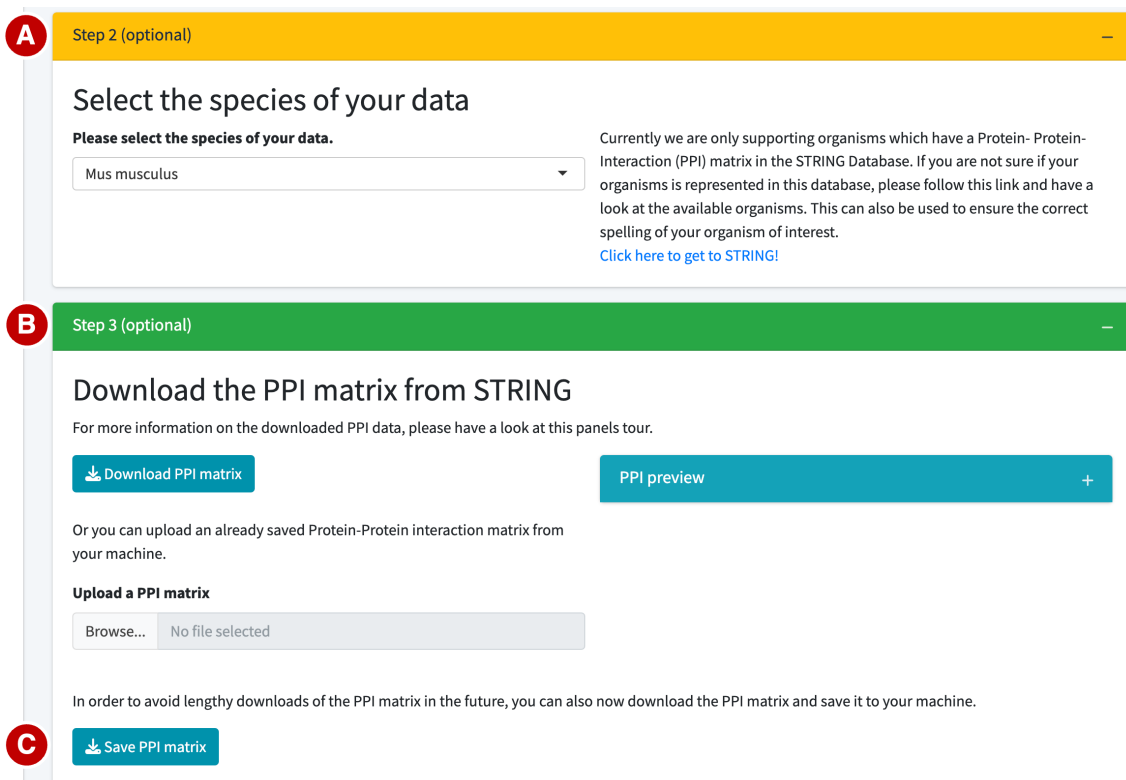 A
Step 2 (optional)
–
Select the species of your data
Please select the species of your data.
Mus musculus
Currently we are only supporting organisms which have a Protein- Protein-
Interaction (PPI) matrix in the STRING Database. If you are not sure if your
organisms is represented in this database, please follow this link and have a
look at the available organisms. This can also be used to ensure the correct
spelling of your organism of interest.
Click here to get to STRING!
B
Step 3 (optional)
–
Download the PPI matrix from STRING
For more information on the downloaded PPI data, please have a look at this panels tour.
Download PPI matrix
PPI preview
+
Or you can upload an already saved Protein-Protein interaction matrix from
your machine.
Upload a PPI matrix
Browse... No file selected
In order to avoid lengthy downloads of the PPI matrix in the future, you can also now download the PPI matrix and save it to your machine.
C
Save PPI matrix